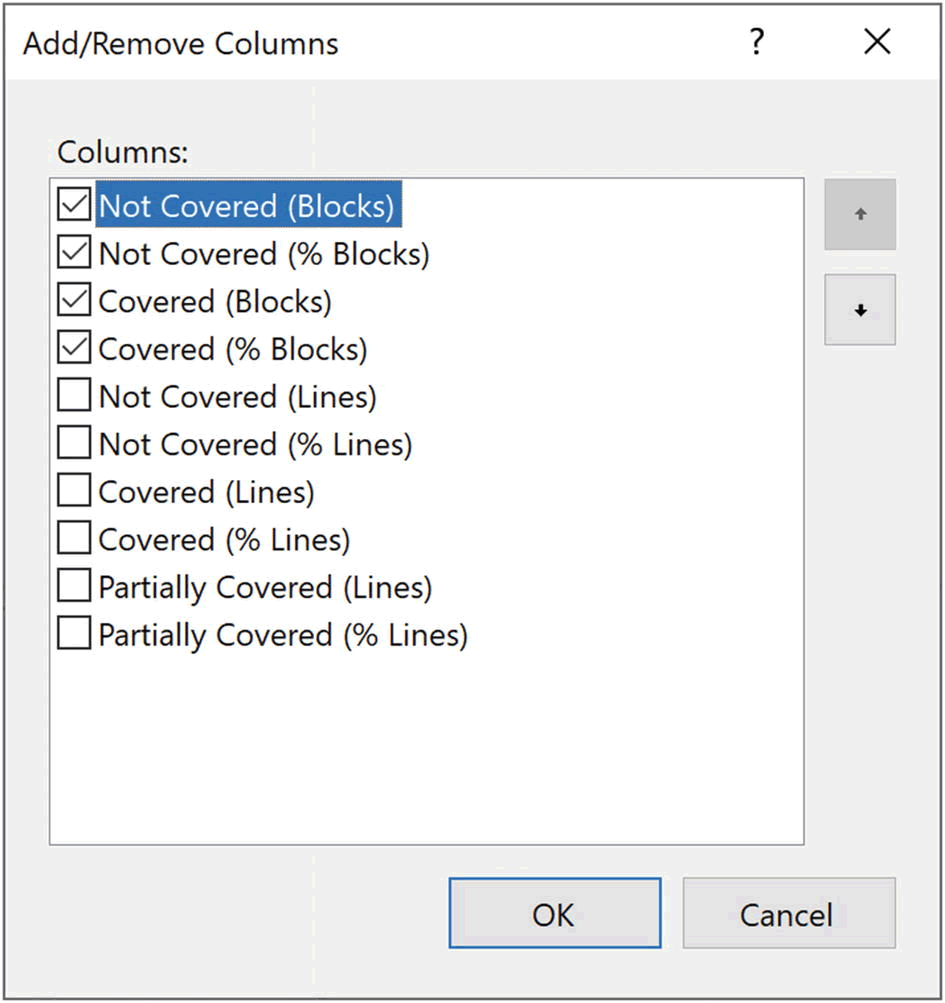 Add/Remove Columns ?
Columns:
Not Covered (Blocks)
Not Covered (% Blocks)
Covered (Blocks)
Covered (% Blocks)
Not Covered (Lines)
Not Covered (% Lines)
Covered (Lines)
Covered (% Lines)
Partially Covered (Lines)
Partially Covered (% Lines)
OK Cancel